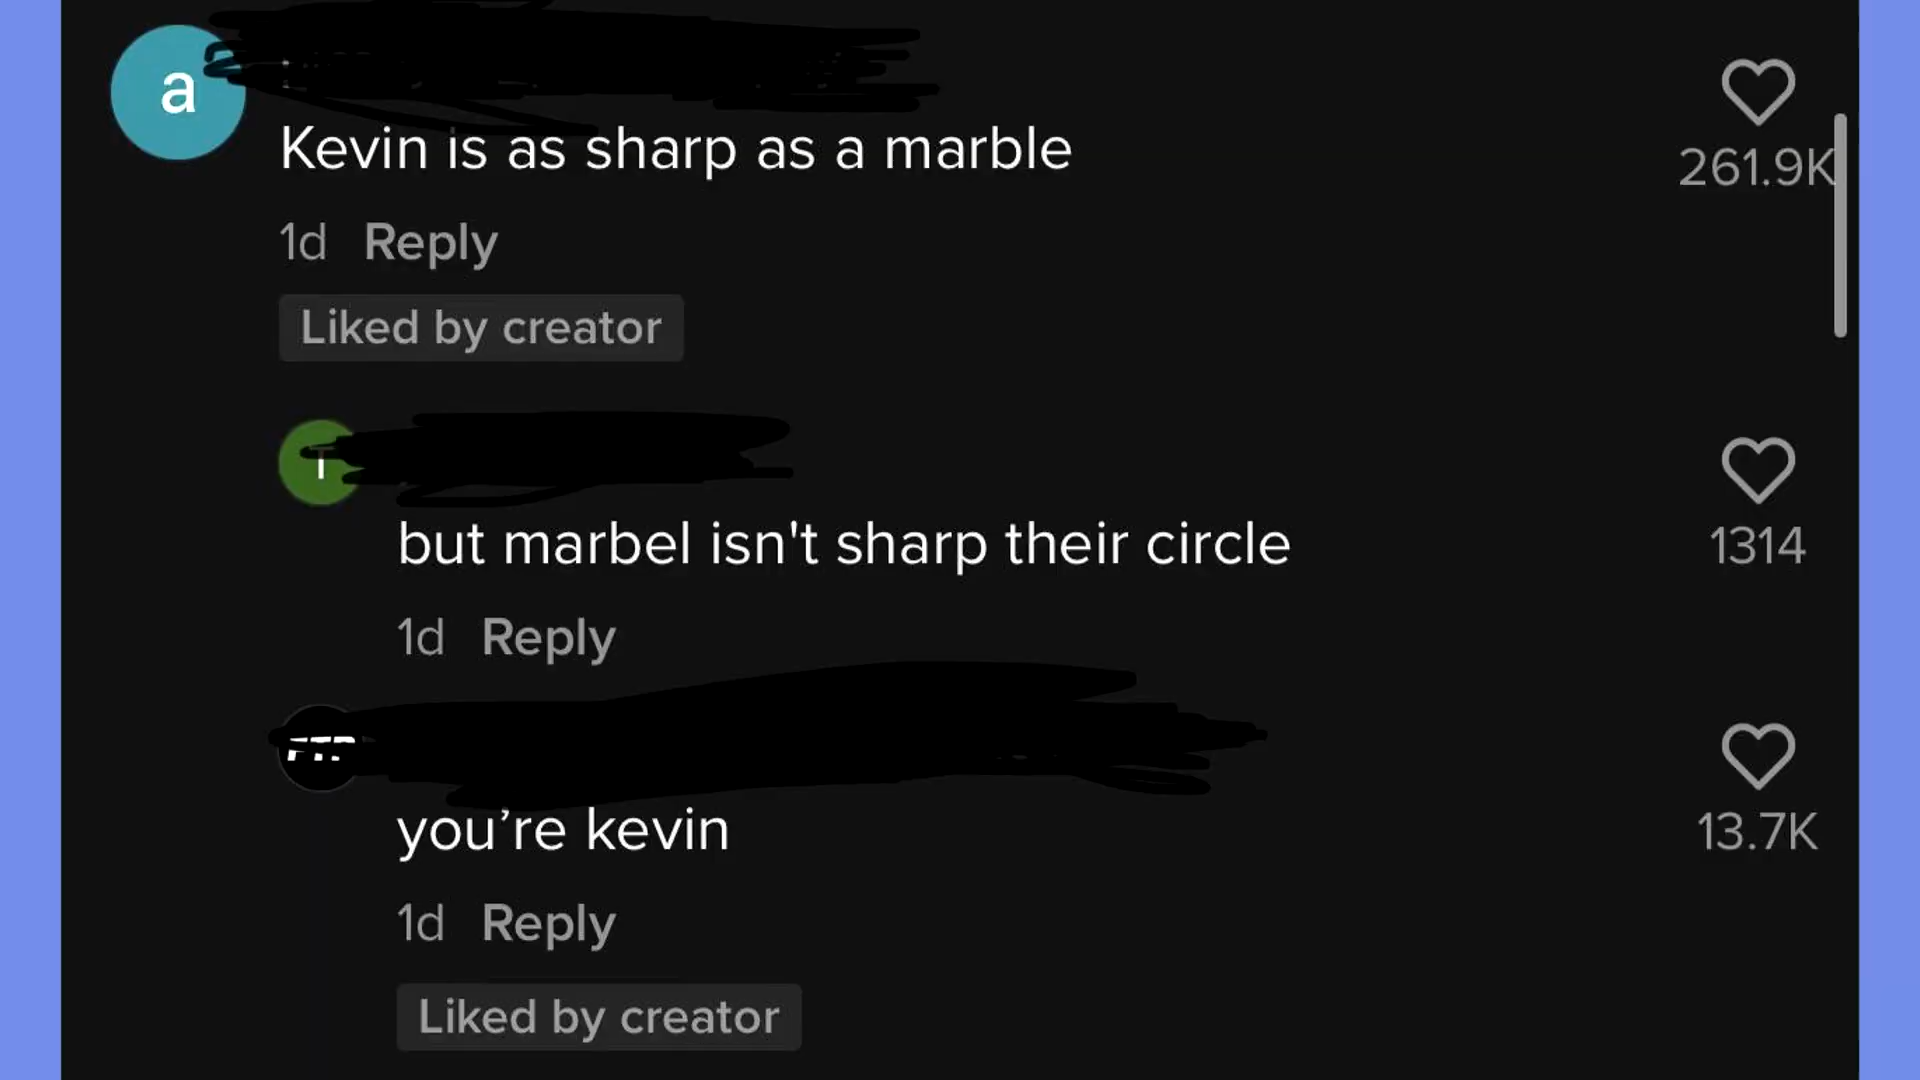 a
Kevin is as sharp as a marble
261.9K
1d Reply
Liked by creator
but marbel isn't sharp their circle
1314
1d Reply
you’re kevin
13.7K
1d Reply
Liked by creator